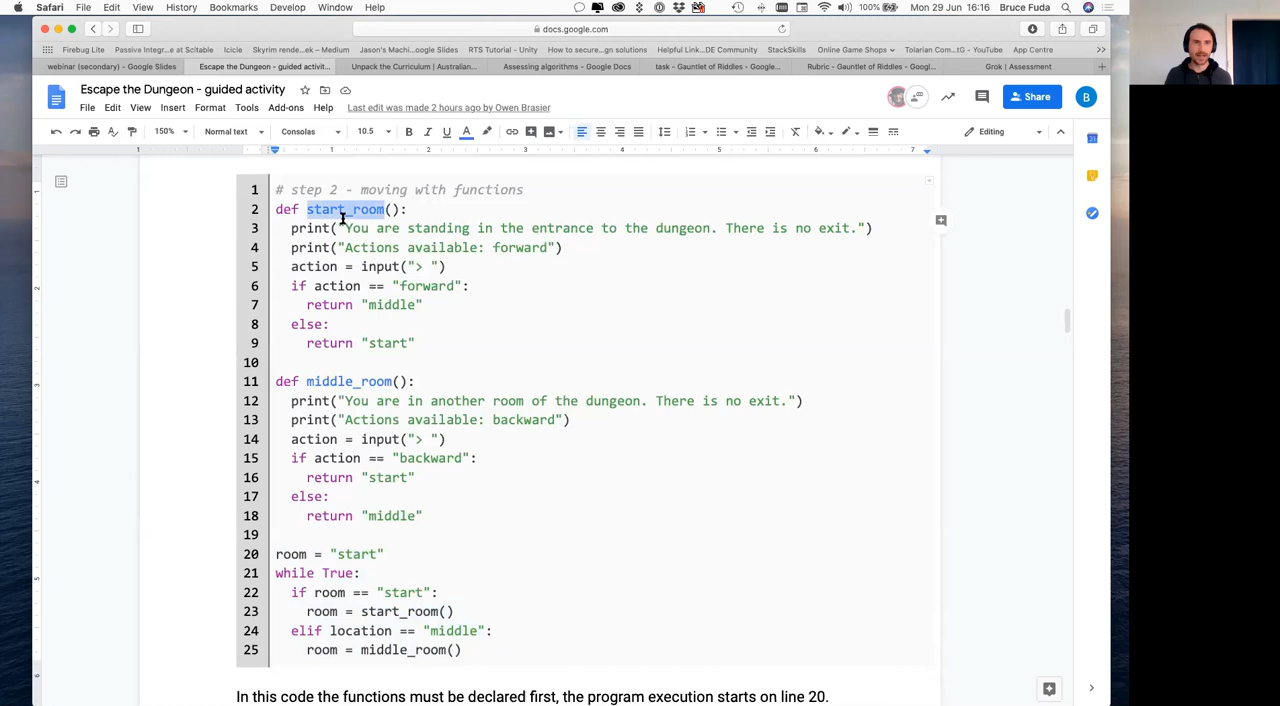 Safari File Edit View History Bookmarks Develop Window Help 100% Mon 29 Jun 16:16 Bruce Fuda
docs.google.com
Firebug Lite Passive Integr...e at Scitable Icicle Skyrim rende...k – Medium Jason's Machi...ogle Slides RTS Tutorial - Unity How to secure...gn solutions Helpful Link...DE Community StackSkills Online Game Shops Tolarian Com...tG - YouTube App Centre
webinar (secondary) - Google Slides Escape the Dungeon - guided activit... Unpack the Curriculum | Australian... assessing algorithms - Google Docs task - Gauntlet of Riddles - Google... Rubric - Gauntlet of Riddles - Goog... Grok | Assessment
Escape the Dungeon - guided activity
File Edit View Insert Format Tools Add-ons Help Last edit was made 2 hours ago by Owen Brasier Share B
150% Normal text Consolas 10.5 B I U A Editing
1 1 2 3 4 5 6 7
1 # step 2 - moving with functions
2 def start_room():
3 print("You are standing in the entrance to the dungeon. There is no exit.")
4 print("Actions available: forward")
5 action = input("> ")
6 if action == "forward":
7 return "middle"
8 else:
9 return "start"
10
11 def middle_room():
12 print("You are in another room of the dungeon. There is no exit.")
13 print("Actions available: backward")
14 action = input("> ")
15 if action == "backward":
16 return "start"
17 else:
18 return "middle"
19
20 room = "start"
21 while True:
22 if room == "start":
23 room = start_room()
24 elif location == "middle":
room = middle_room()
In this code the functions must be declared first, the program execution starts on line 20.